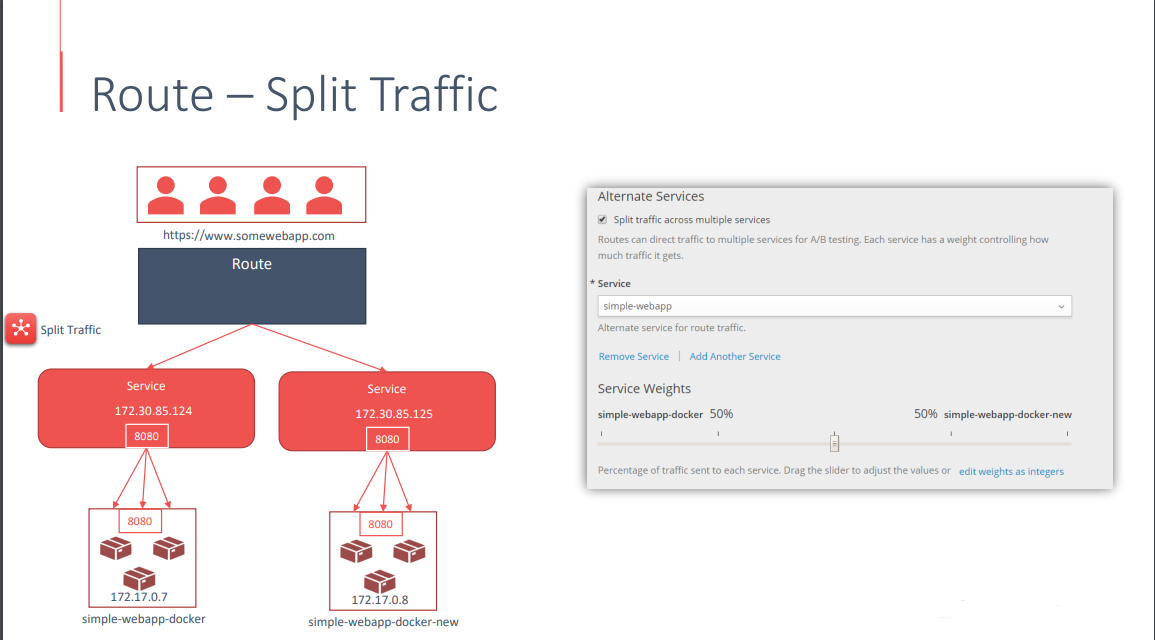 Route – Split Traffic
https://www.somewebapp.com
Route
Split Traffic
Service
172.30.85.124
8080
Service
172.30.85.125
8080
8080
172.17.0.7
simple-webapp-docker
8080
172.17.0.8
simple-webapp-docker-new
Alternate Services
Split traffic across multiple services
Routes can direct traffic to multiple services for A/B testing. Each service has a weight controlling how
much traffic it gets.
* Service
simple-webapp
Alternate service for route traffic.
Remove Service | Add Another Service
Service Weights
simple-webapp-docker 50% 50% simple-webapp-docker-new
Percentage of traffic sent to each service. Drag the slider to adjust the values or edit weights as integers